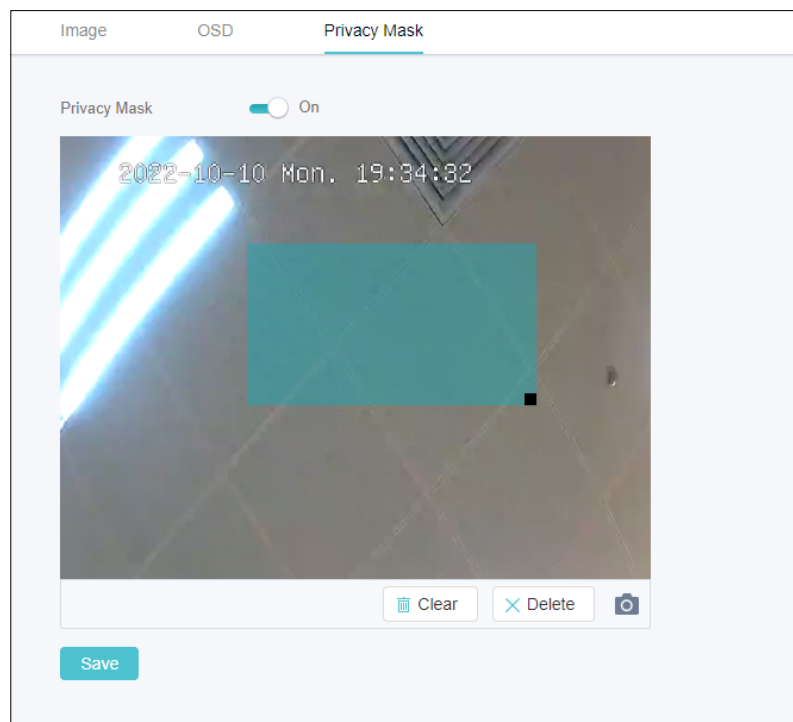 Image OSD Privacy Mask
Privacy Mask On
2022-10-10 Mon. 19:34:32
Clear Delete
Save